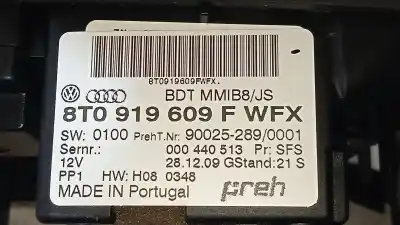 8T0919609FWFX.
BDT MMIB8/JS
8T0 919 609 F WFX
SW: 0100 PrehT.Nr: 90025-289/0001
Sernr.: 000 440 513 Pr: SFS
12V 28.12.09 GStand: 21 S
PP1 HW: H08 0348
MADE IN Portugal preh